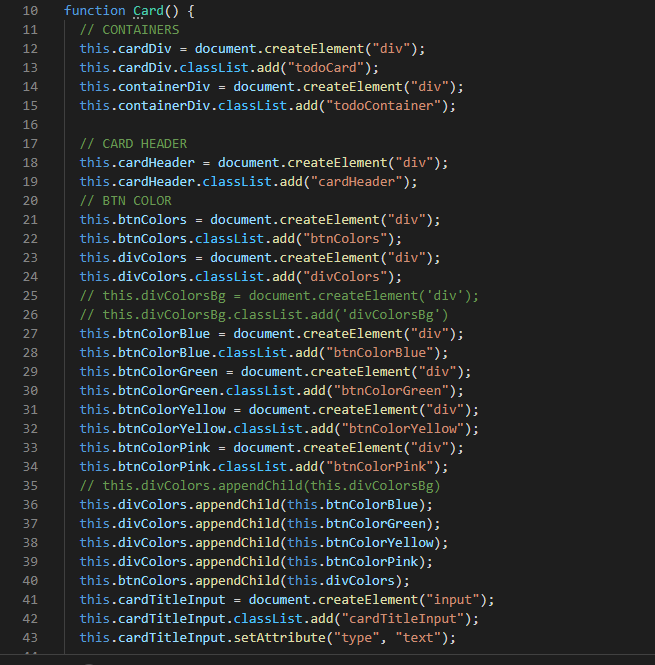 10 function Card() {
11 // CONTAINERS
12 this.cardDiv = document.createElement("div");
13 this.cardDiv.classList.add("todoCard");
14 this.containerDiv = document.createElement("div");
15 this.containerDiv.classList.add("todoContainer");
16
17 // CARD HEADER
18 this.cardHeader = document.createElement("div");
19 this.cardHeader.classList.add("cardHeader");
20 // BTN COLOR
21 this.btnColors = document.createElement("div");
22 this.btnColors.classList.add("btnColors");
23 this.divColors = document.createElement("div");
24 this.divColors.classList.add("divColors");
25 // this.divColorsBg = document.createElement('div');
26 // this.divColorsBg.classList.add('divColorsBg')
27 this.btnColorBlue = document.createElement("div");
28 this.btnColorBlue.classList.add("btnColorBlue");
29 this.btnColorGreen = document.createElement("div");
30 this.btnColorGreen.classList.add("btnColorGreen");
31 this.btnColorYellow = document.createElement("div");
32 this.btnColorYellow.classList.add("btnColorYellow");
33 this.btnColorPink = document.createElement("div");
34 this.btnColorPink.classList.add("btnColorPink");
35 // this.divColors.appendChild(this.divColorsBg)
36 this.divColors.appendChild(this.btnColorBlue);
37 this.divColors.appendChild(this.btnColorGreen);
38 this.divColors.appendChild(this.btnColorYellow);
39 this.divColors.appendChild(this.btnColorPink);
40 this.btnColors.appendChild(this.divColors);
41 this.cardTitleInput = document.createElement("input");
42 this.cardTitleInput.classList.add("cardTitleInput");
43 this.cardTitleInput.setAttribute("type", "text");